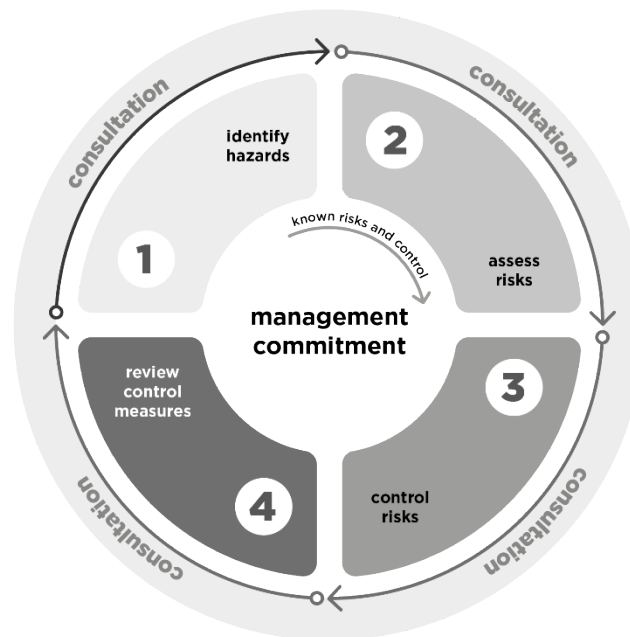 consultation
consultation
identify
hazards
1
2
assess
risks
known risks and control
management
commitment
review
control
measures
4
3
control
risks
consultation
consultation